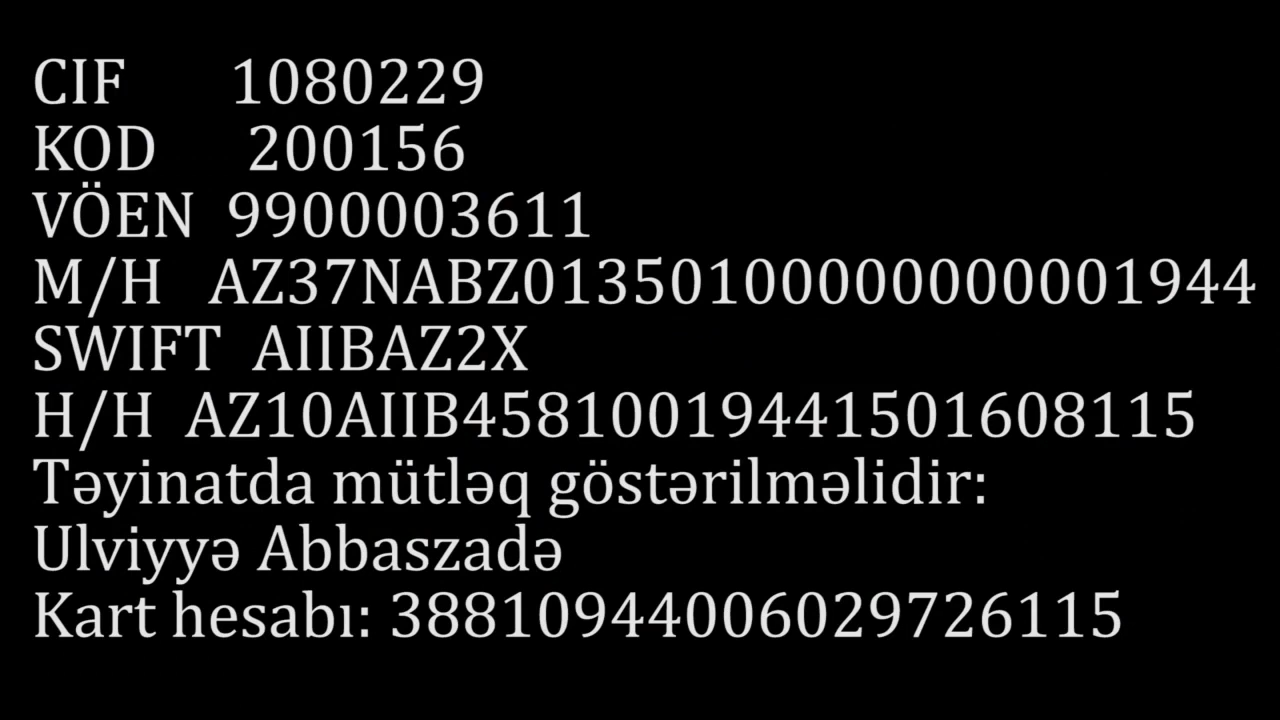 CIF 1080229
KOD 200156
VÖEN 9900003611
M/H AZ37NABZ01350100000000001944
SWIFT AIIBAZ2X
H/H AZ10AIIB45810019441501608115
Təyinatda mütləq göstərilməlidir:
Ulviyyə Abbaszadə
Kart hesabı: 38810944006029726115